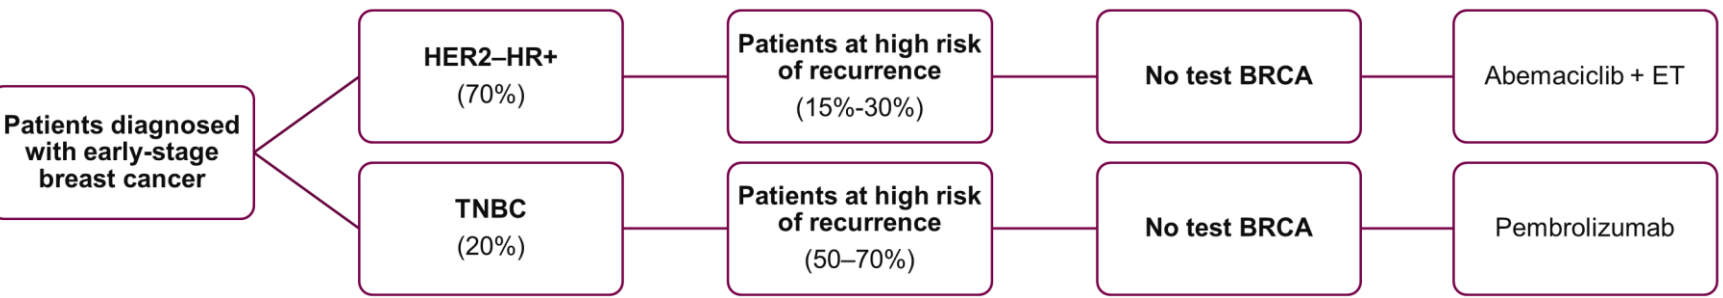 Patients diagnosed
with early-stage
breast cancer
HER2–HR+
(70%)
Patients at high risk
of recurrence
(15%-30%)
No test BRCA
Abemaciclib + ET
TNBC
(20%)
Patients at high risk
of recurrence
(50–70%)
No test BRCA
Pembrolizumab